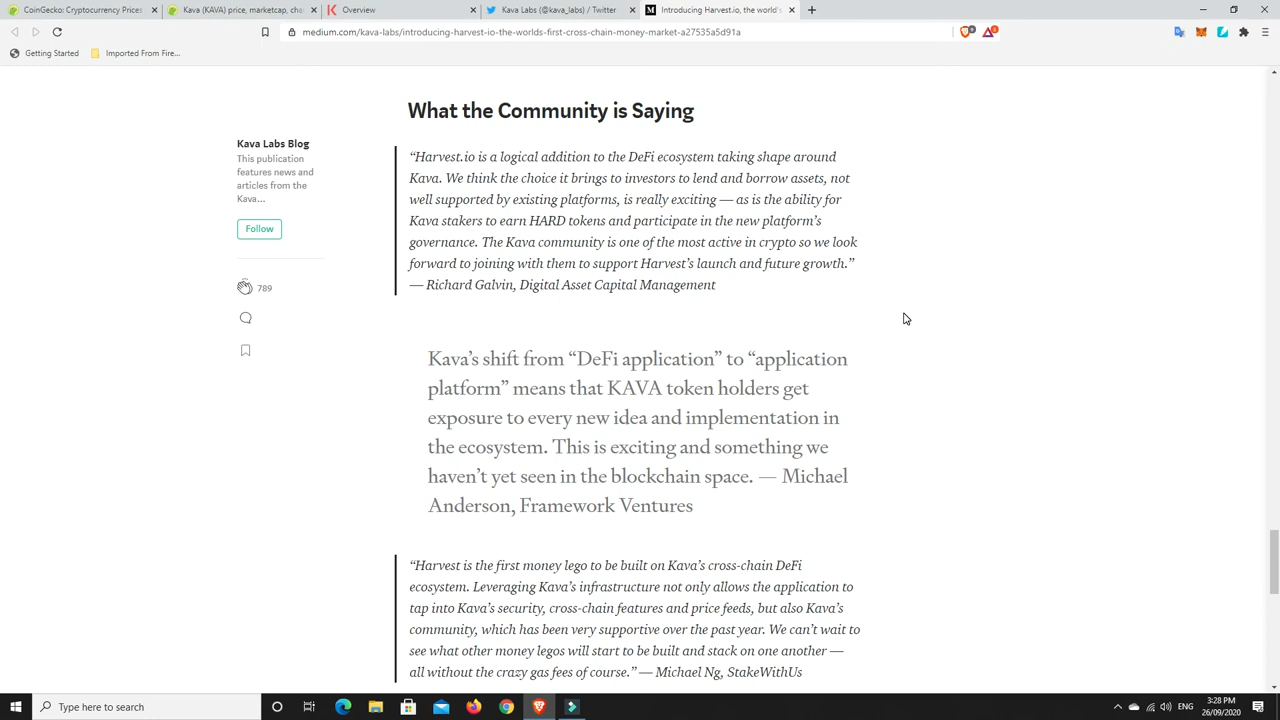 CoinGecko: Cryptocurrency Prices
Kava (KAVA) price, marketcap, cha
Overview
Kava Labs (@kava_labs) / Twitter
Introducing Harvest.io, the world's
medium.com/kava-labs/introducing-harvest-io-the-worlds-first-cross-chain-money-market-a27535a5d91a
Getting Started
Imported From Fire...
What the Community is Saying
Kava Labs Blog
This publication
features news and
articles from the
Kava...
Follow
789
“Harvest.io is a logical addition to the DeFi ecosystem taking shape around
Kava. We think the choice it brings to investors to lend and borrow assets, not
well supported by existing platforms, is really exciting — as is the ability for
Kava stakers to earn HARD tokens and participate in the new platform’s
governance. The Kava community is one of the most active in crypto so we look
forward to joining with them to support Harvest’s launch and future growth.”
— Richard Galvin, Digital Asset Capital Management
Kava’s shift from “DeFi application” to “application
platform” means that KAVA token holders get
exposure to every new idea and implementation in
the ecosystem. This is exciting and something we
haven’t yet seen in the blockchain space. — Michael
Anderson, Framework Ventures
“Harvest is the first money lego to be built on Kava’s cross-chain DeFi
ecosystem. Leveraging Kava’s infrastructure not only allows the application to
tap into Kava’s security, cross-chain features and price feeds, but also Kava’s
community, which has been very supportive over the past year. We can’t wait to
see what other money legos will start to be built and stack on one another —
all without the crazy gas fees of course.” — Michael Ng, StakeWithUs
Type here to search
ENG
3:28 PM
26/09/2020